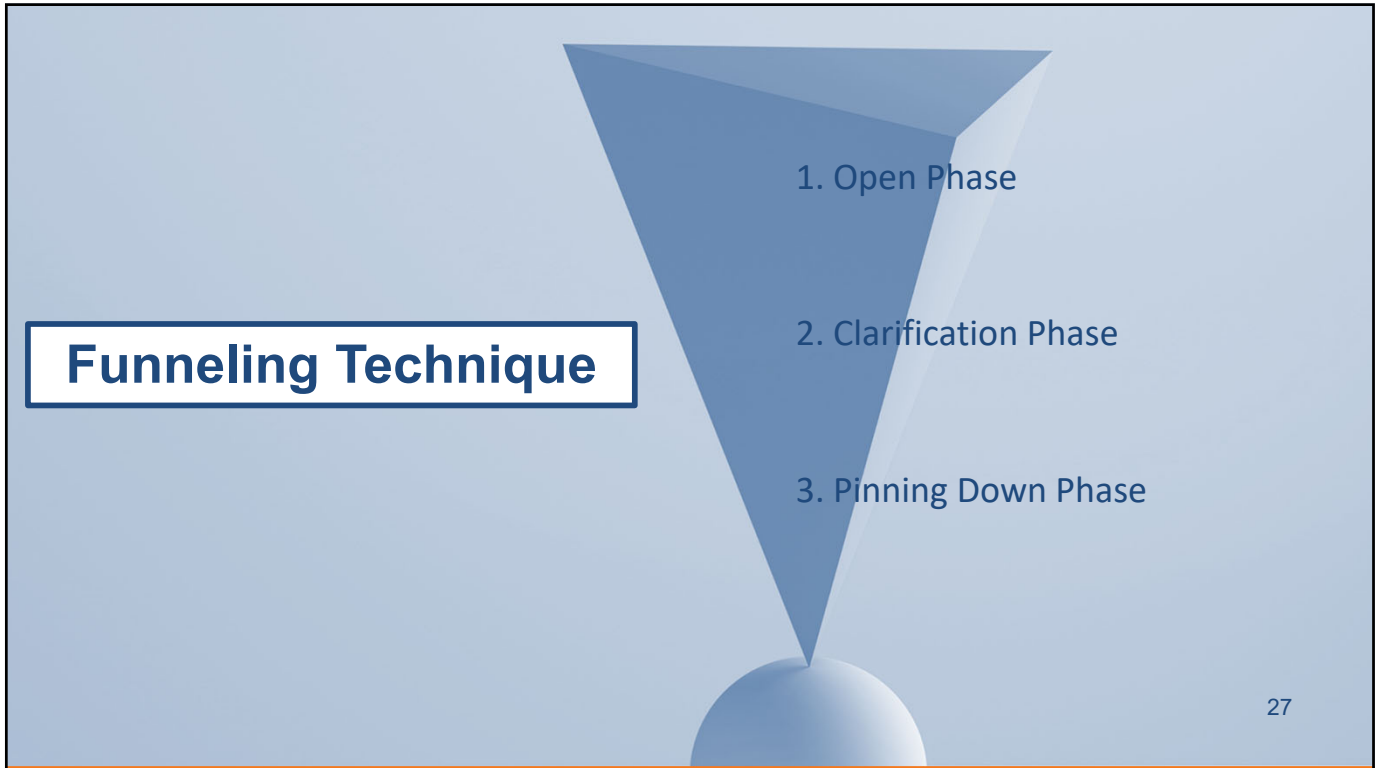 Funneling Technique
1. Open Phase
2. Clarification Phase
3. Pinning Down Phase
27